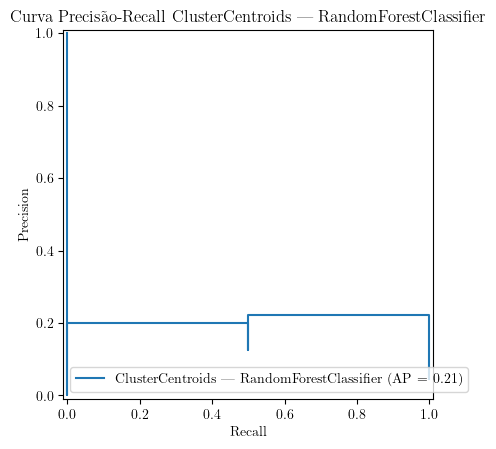 Curva Precisão-Recall ClusterCentroids — RandomForestClassifier
1.0
0.8
0.6
0.4
0.2
0.0
Precision
ClusterCentroids — RandomForestClassifier (AP = 0.21)
0.0 0.2 0.4 0.6 0.8 1.0
Recall